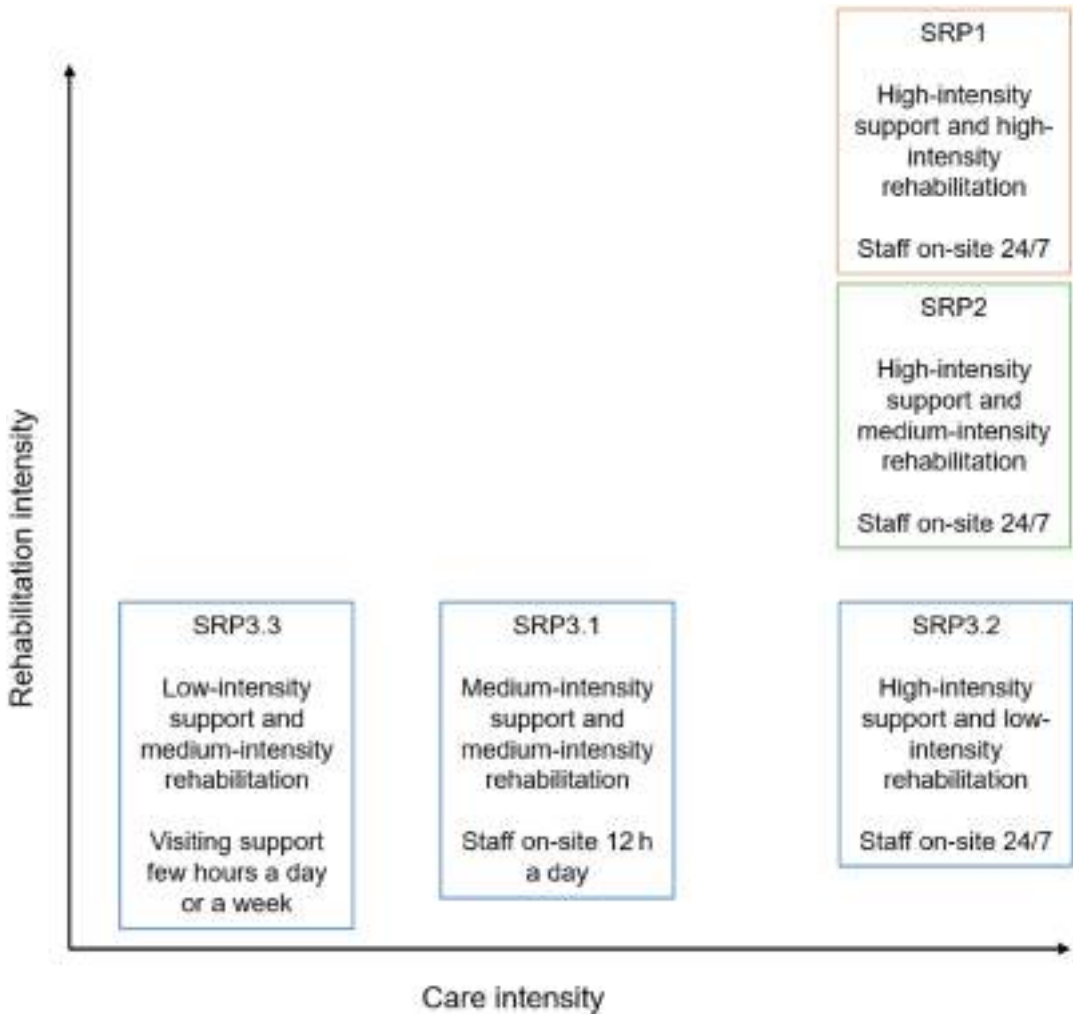 SRP1
High-intensity
support and high-
intensity
rehabilitation
Staff on-site 24/7
SRP2
High-intensity
support and
medium-intensity
rehabilitation
Staff on-site 24/7
Rehabilitation intensity
SRP3.3
Low-intensity
support and
medium-intensity
rehabilitation
Visiting support
few hours a day
or a week
SRP3.1
Medium-intensity
support and
medium-intensity
rehabilitation
Staff on-site 12 h
a day
SRP3.2
High-intensity
support and low-
intensity
rehabilitation
Staff on-site 24/7
Care intensity